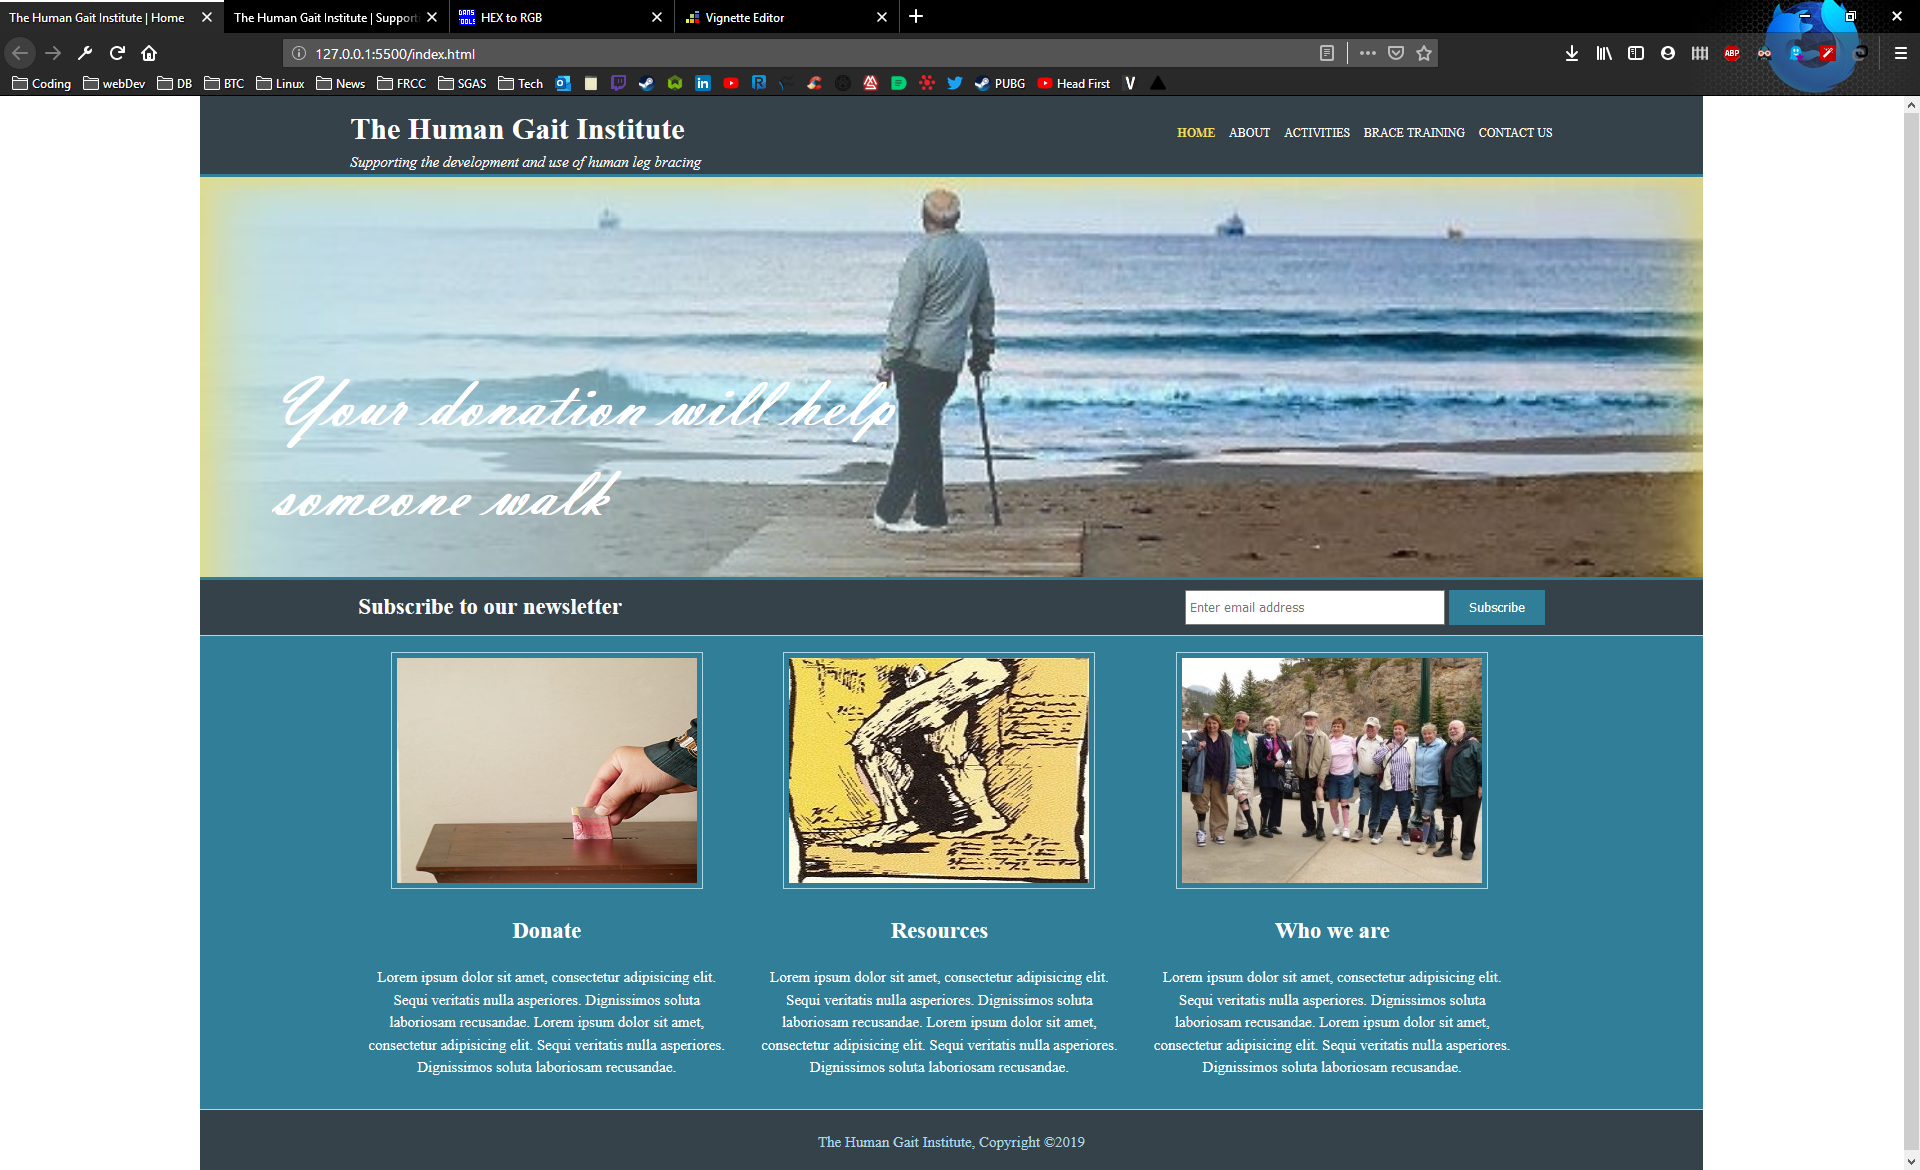 The Human Gait Institute | Home
The Human Gait Institute | Support
HEX to RGB
Vignette Editor
127.0.0.1:5500/index.html
ABP
Coding webDev DB BTC Linux News FRCC SGAS Tech PUBG Head First
The Human Gait Institute
Supporting the development and use of human leg bracing
HOME ABOUT ACTIVITIES BRACE TRAINING CONTACT US
Your donation will help
someone walk
Subscribe to our newsletter
Enter email address
Subscribe
Donate
Lorem ipsum dolor sit amet, consectetur adipisicing elit.
Sequi veritatis nulla asperiores. Dignissimos soluta
laboriosam recusandae. Lorem ipsum dolor sit amet,
consectetur adipisicing elit. Sequi veritatis nulla asperiores.
Dignissimos soluta laboriosam recusandae.
Resources
Lorem ipsum dolor sit amet, consectetur adipisicing elit.
Sequi veritatis nulla asperiores. Dignissimos soluta
laboriosam recusandae. Lorem ipsum dolor sit amet,
consectetur adipisicing elit. Sequi veritatis nulla asperiores.
Dignissimos soluta laboriosam recusandae.
Who we are
Lorem ipsum dolor sit amet, consectetur adipisicing elit.
Sequi veritatis nulla asperiores. Dignissimos soluta
laboriosam recusandae. Lorem ipsum dolor sit amet,
consectetur adipisicing elit. Sequi veritatis nulla asperiores.
Dignissimos soluta laboriosam recusandae.
The Human Gait Institute, Copyright ©2019